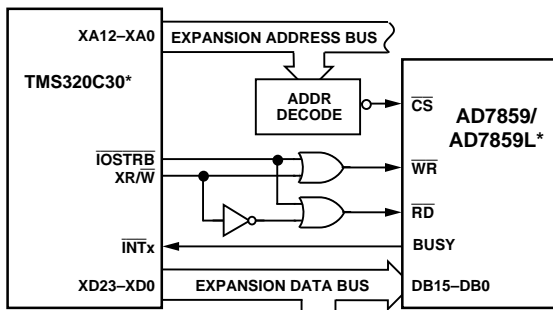 XA12–XA0
EXPANSION ADDRESS BUS
TMS320C30*
ADDR
DECODE
CS
AD7859/
AD7859L*
IOSTRB
XR/W
WR
RD
INTx
BUSY
XD23–XD0
EXPANSION DATA BUS
DB15–DB0